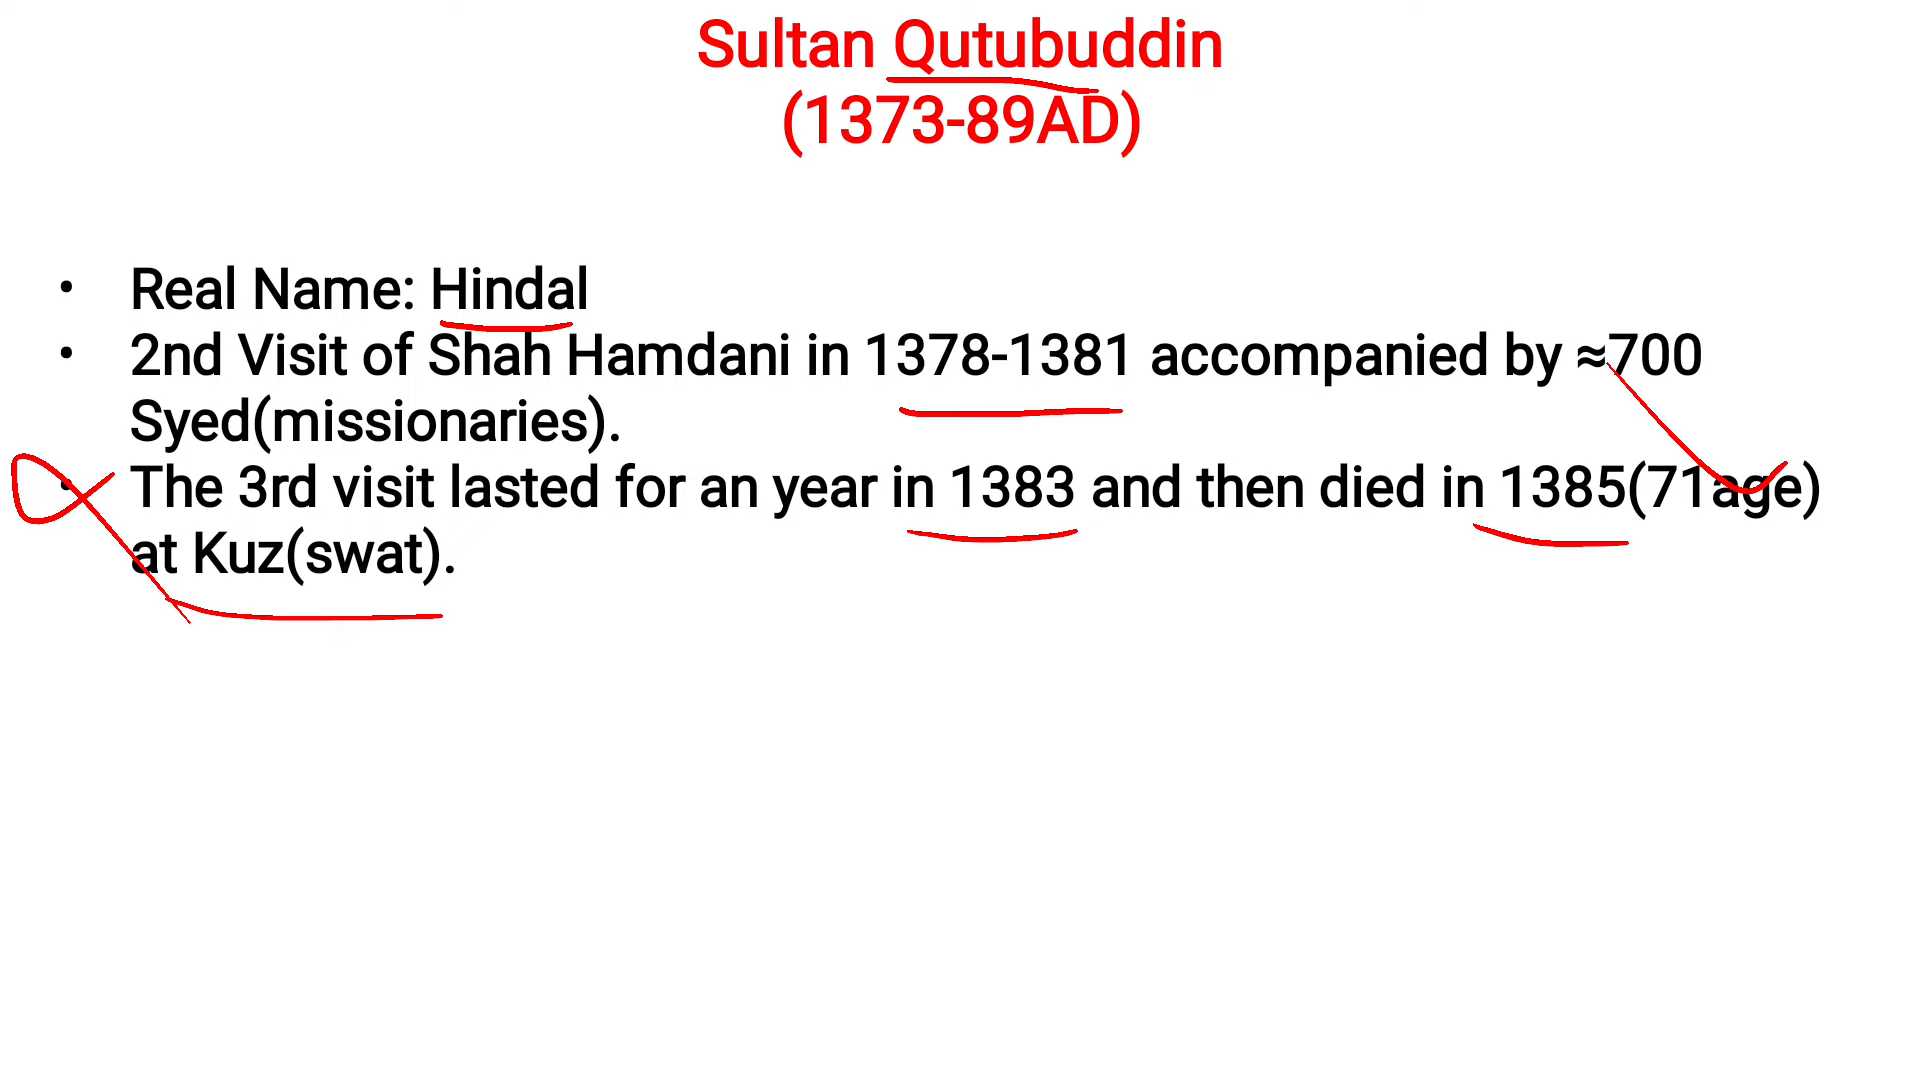 Sultan Qutubuddin
(1373-89AD)
• Real Name: Hindal
• 2nd Visit of Shah Hamdani in 1378-1381 accompanied by ≈700
Syed(missionaries).
• The 3rd visit lasted for an year in 1383 and then died in 1385(71age)
at Kuz(swat).